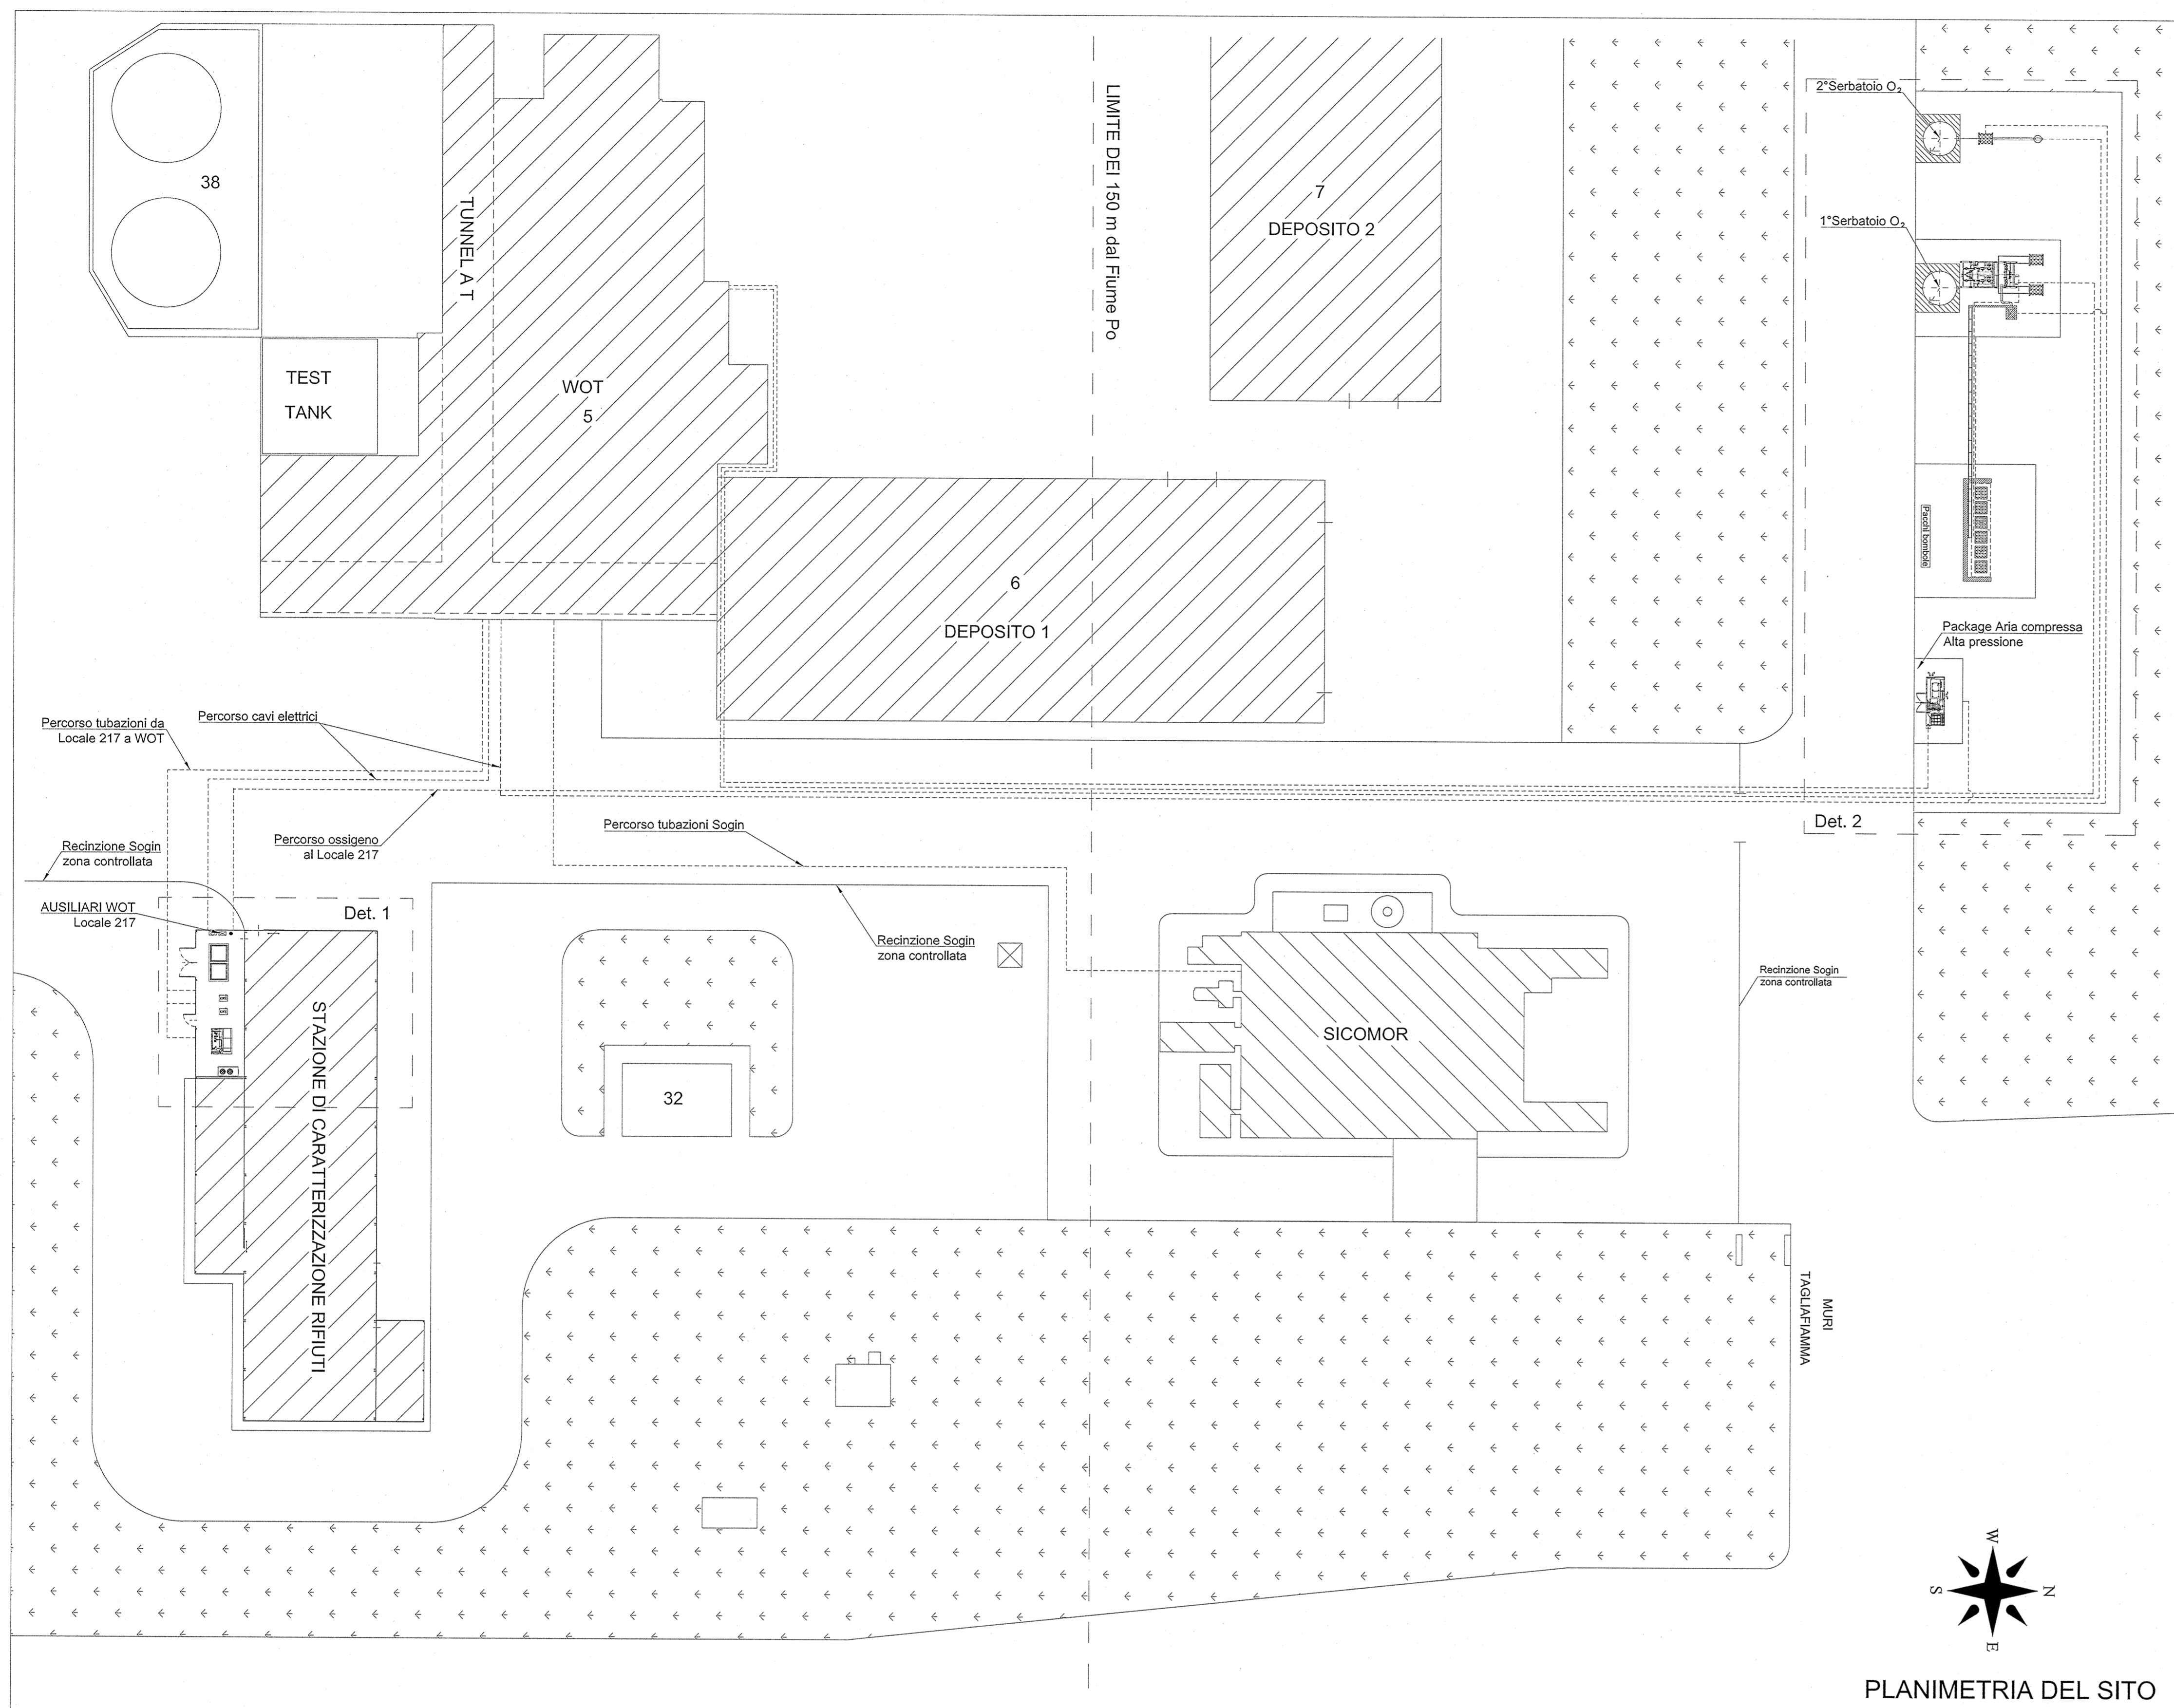 38
TUNNEL A T
TEST
TANK
WOT
5
LIMITE DEI 150 m dal Fiume Po
7
DEPOSITO 2
6
DEPOSITO 1
2°Serbatoio O₂
1°Serbatoio O₂
Pacchi bombole
Package Aria compressa
Alta pressione
Det. 2
Percorso tubazioni da
Locale 217 a WOT
Percorso cavi elettrici
Percorso ossigeno
al Locale 217
Percorso tubazioni Sogin
Recinzione Sogin
zona controllata
AUSILIARI WOT
Locale 217
Det. 1
STAZIONE DI CARATTERIZZAZIONE RIFIUTI
32
Recinzione Sogin
zona controllata
SICOMOR
Recinzione Sogin
zona controllata
MURI
TAGLIAFIAMMA
W
S
N
E
PLANIMETRIA DEL SITO